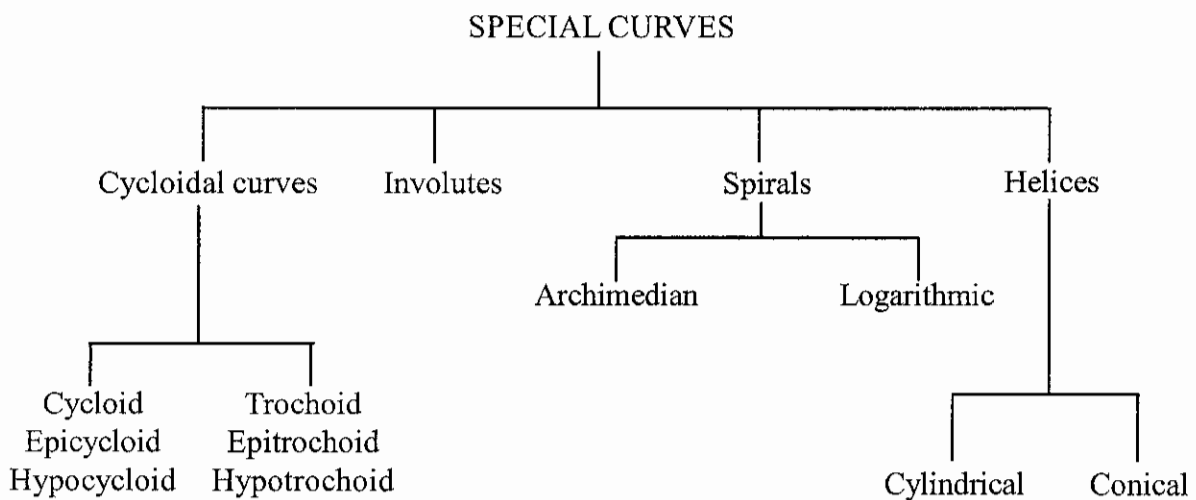 SPECIAL CURVES
Cycloidal curves
Involutes
Spirals
Helices
Archimedian
Logarithmic
Cycloid
Epicycloid
Hypocycloid
Trochoid
Epitrochoid
Hypotrochoid
Cylindrical
Conical